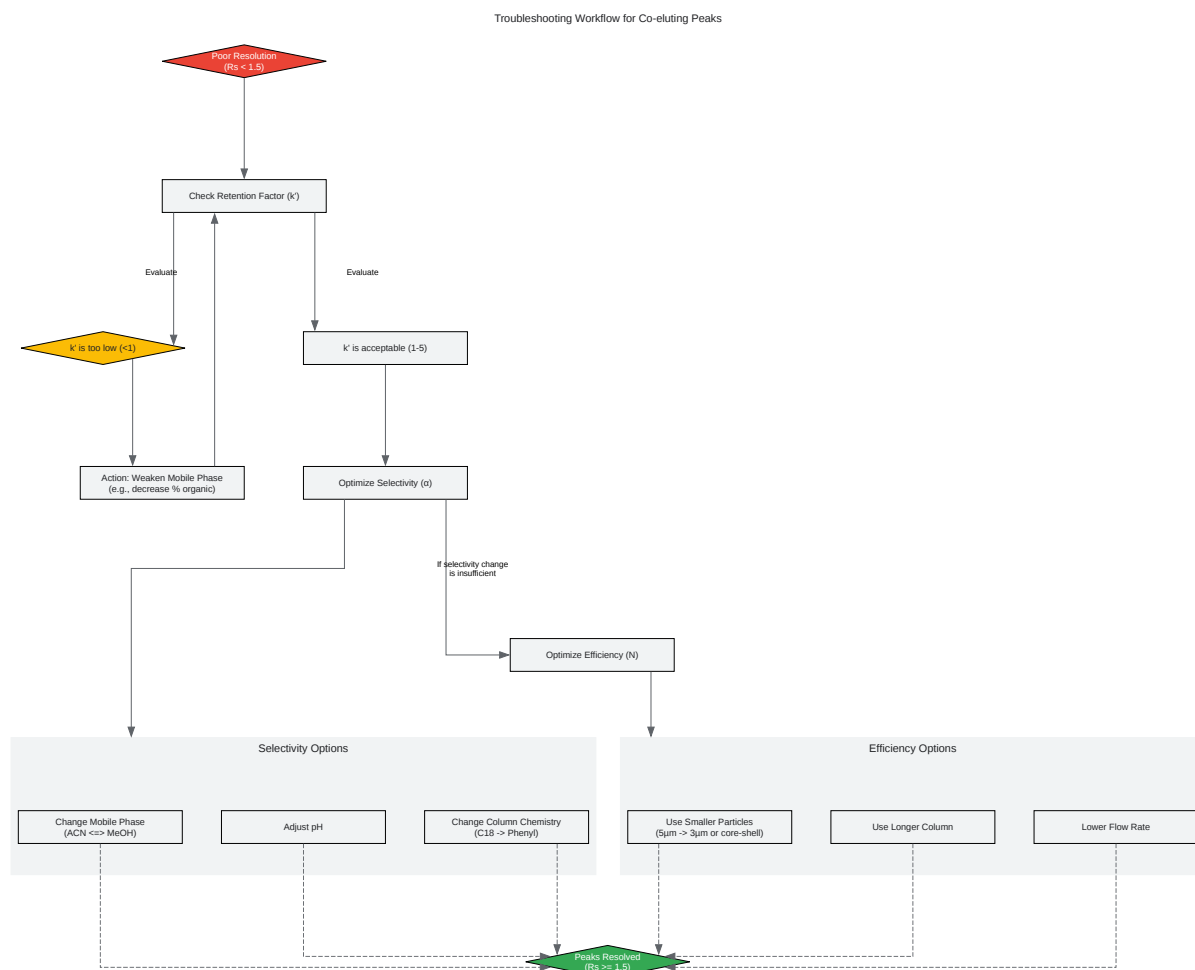 Troubleshooting Workflow for Co-eluting Peaks
Poor Resolution
(Rs < 1.5)
Check Retention Factor (k')
Evaluate
Evaluate
k' is too low (<1)
k' is acceptable (1-5)
Action: Weaken Mobile Phase
(e.g., decrease % organic)
Optimize Selectivity (α)
If selectivity change
is insufficient
Optimize Efficiency (N)
Selectivity Options
Efficiency Options
Change Mobile Phase
(ACN <=> MeOH)
Adjust pH
Change Column Chemistry
(C18 -> Phenyl)
Use Smaller Particles
(5µm -> 3µm or core-shell)
Use Longer Column
Lower Flow Rate
Peaks Resolved
(Rs >= 1.5)